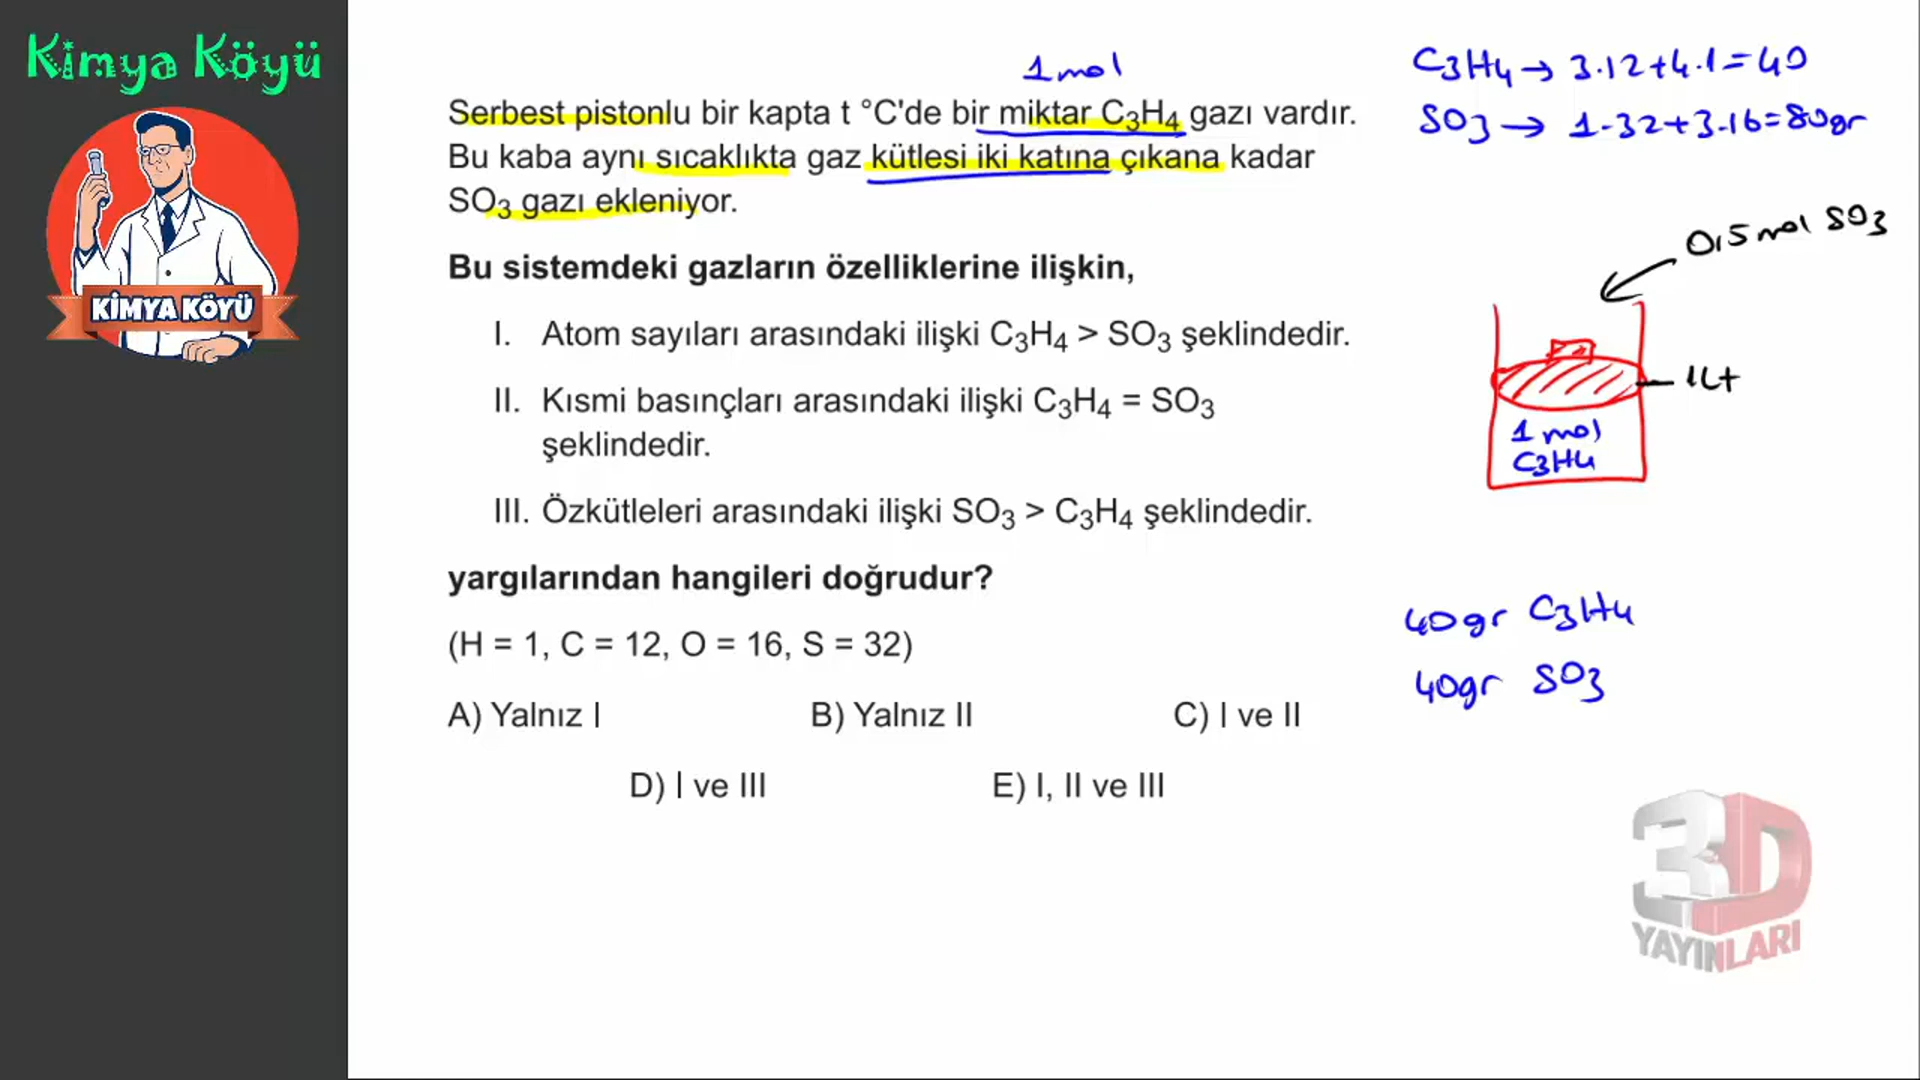 Kimya Köyü
KİMYA KÖYÜ
1 mol
Serbest pistonlu bir kapta t °C'de bir miktar C₃H₄ gazı vardır.
Bu kaba aynı sıcaklıkta gaz kütlesi iki katına çıkana kadar
SO₃ gazı ekleniyor.
Bu sistemdeki gazların özelliklerine ilişkin,
I. Atom sayıları arasındaki ilişki C₃H₄ > SO₃ şeklindedir.
II. Kısmi basınçları arasındaki ilişki C₃H₄ = SO₃
şeklindedir.
III. Özkütleleri arasındaki ilişki SO₃ > C₃H₄ şeklindedir.
yargılarından hangileri doğrudur?
(H = 1, C = 12, O = 16, S = 32)
A) Yalnız I B) Yalnız II C) I ve II
D) I ve III E) I, II ve III
C₃H₄ → 3.12+4.1=40
SO₃ → 1.32+3.16=80gr
0,5 mol SO₃
1Lt
1 mol
C₃H₄
40gr C₃H₄
40gr SO₃
3D
YAYINLARI